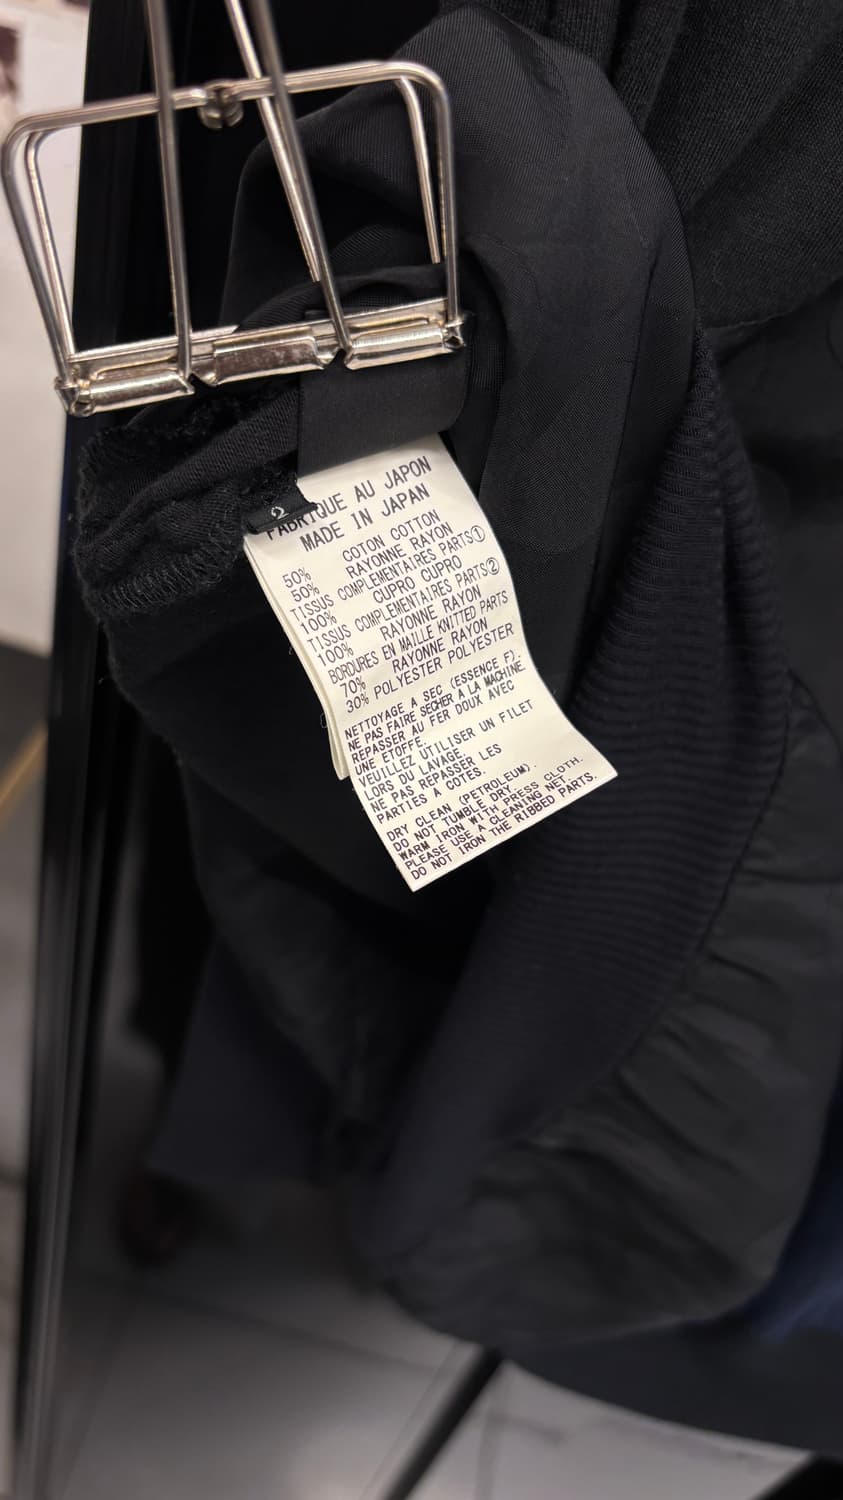 2
FABRIQUE AU JAPON
MADE IN JAPAN
50% COTON COTTON
50% RAYONNE RAYON
TISSUS COMPLEMENTAIRES PARTS①
100% CUPRO CUPRO
TISSUS COMPLEMENTAIRES PARTS②
100% RAYONNE RAYON
BORDURES EN MAILLE KNITTED PARTS
70% RAYONNE RAYON
30% POLYESTER POLYESTER
NETTOYAGE A SEC (ESSENCE F).
NE PAS FAIRE SECHER A LA MACHINE.
REPASSER AU FER DOUX AVEC
UNE ETOFFE.
VEUILLEZ UTILISER UN FILET
LORS DU LAVAGE.
NE PAS REPASSER LES
PARTIES A COTES.
DRY CLEAN (PETROLEUM).
DO NOT TUMBLE DRY.
WARM IRON WITH PRESS CLOTH.
PLEASE USE A CLEANING NET.
DO NOT IRON THE RIBBED PARTS.